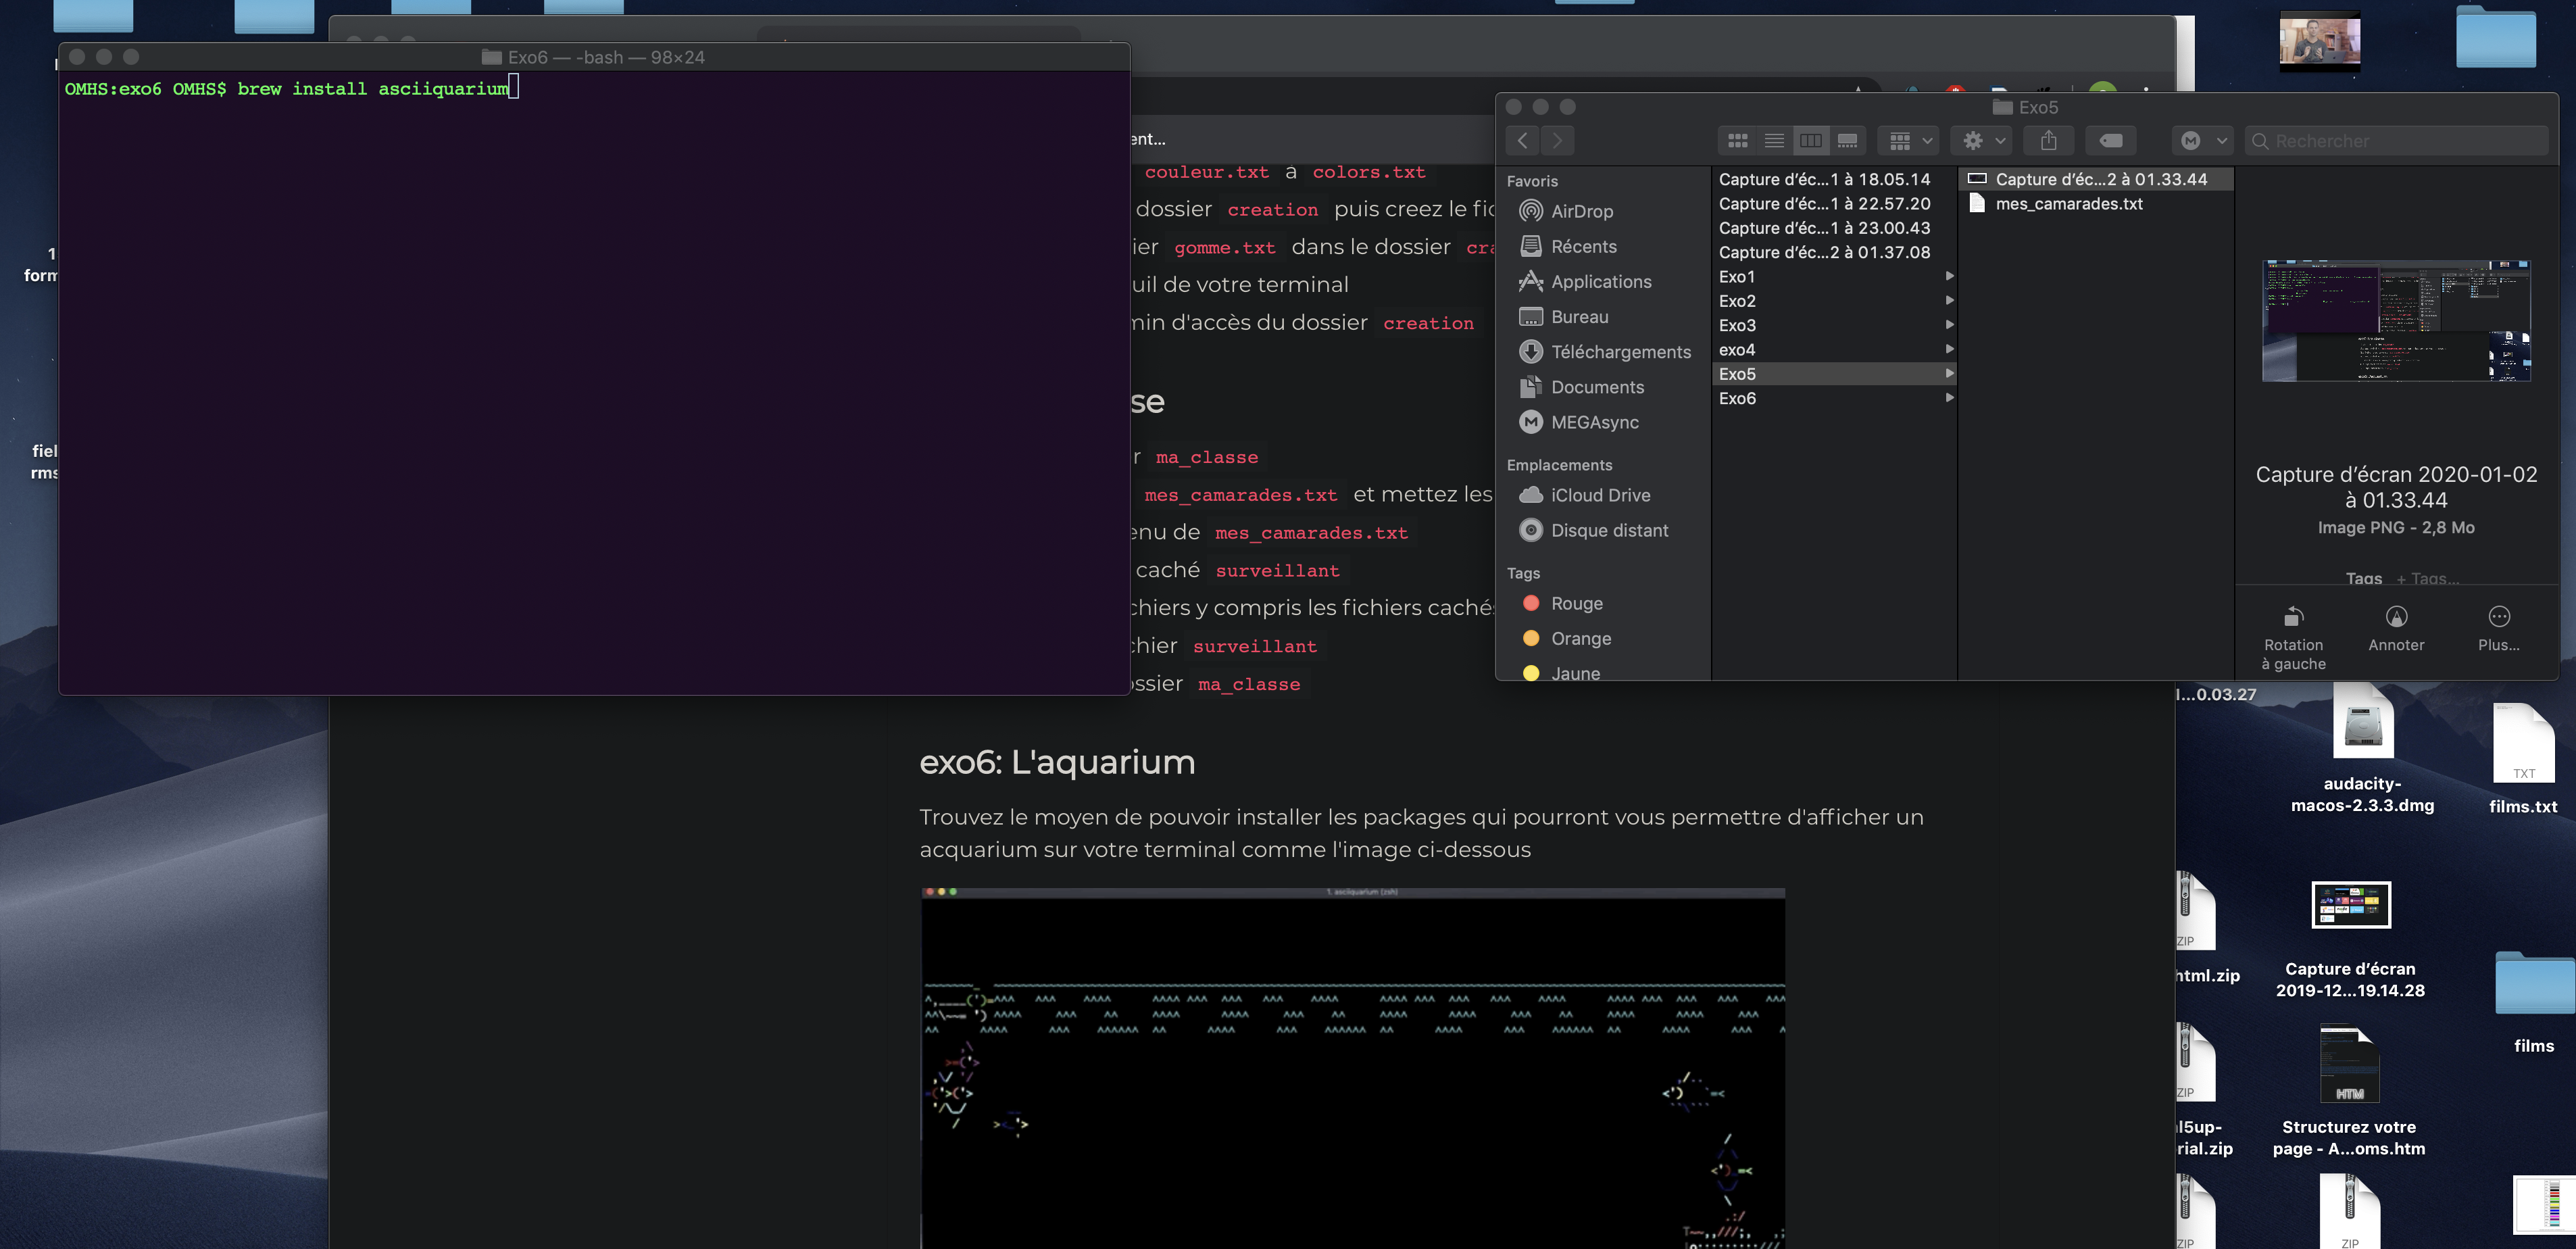 Exo6 — -bash — 98×24
OMHS:exo6 OMHS$ brew install asciiquarium
ent...
couleur.txt à colors.txt
dossier creation puis creez le fic
ier gomme.txt dans le dossier cra
uil de votre terminal
min d'accès du dossier creation
se
r ma_classe
mes_camarades.txt et mettez les
enu de mes_camarades.txt
caché surveillant
chiers y compris les fichiers cachés
chier surveillant
ossier ma_classe
exo6: L'aquarium
Trouvez le moyen de pouvoir installer les packages qui pourront vous permettre d'afficher un
acquarium sur votre terminal comme l'image ci-dessous
1. asciiquarium (zsh)
Exo5
Rechercher
Favoris
AirDrop
Récents
Applications
Bureau
Téléchargements
Documents
MEGAsync
Emplacements
iCloud Drive
Disque distant
Tags
Rouge
Orange
Jaune
Capture d'éc...1 à 18.05.14
Capture d'éc...1 à 22.57.20
Capture d'éc...1 à 23.00.43
Capture d'éc...2 à 01.37.08
Exo1
Exo2
Exo3
exo4
Exo5
Exo6
Capture d'éc...2 à 01.33.44
mes_camarades.txt
Capture d'écran 2020-01-02
à 01.33.44
Image PNG - 2,8 Mo
Tags + Tags...
Rotation
à gauche
Annoter
Plus...
1
form
fiel
rms
1...0.03.27
audacity-
macos-2.3.3.dmg
TXT
films.txt
ZIP
html.zip
Capture d'écran
2019-12...19.14.28
films
ZIP
HTM
l5up-
rial.zip
Structurez votre
page - A...oms.htm
ZIP
ZIP